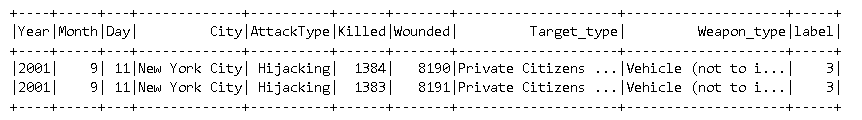 +----+-----+---+-------------+----------+------+-------+--------------------+--------------------+-----+
|Year|Month|Day|         City|AttackType|Killed|Wounded|         Target_type|         Weapon_type|label|
+----+-----+---+-------------+----------+------+-------+--------------------+--------------------+-----+
|2001|    9| 11|New York City| Hijacking|  1384|   8190|Private Citizens ...|Vehicle (not to i...|    3|
|2001|    9| 11|New York City| Hijacking|  1383|   8191|Private Citizens ...|Vehicle (not to i...|    3|
+----+-----+---+-------------+----------+------+-------+--------------------+--------------------+-----+